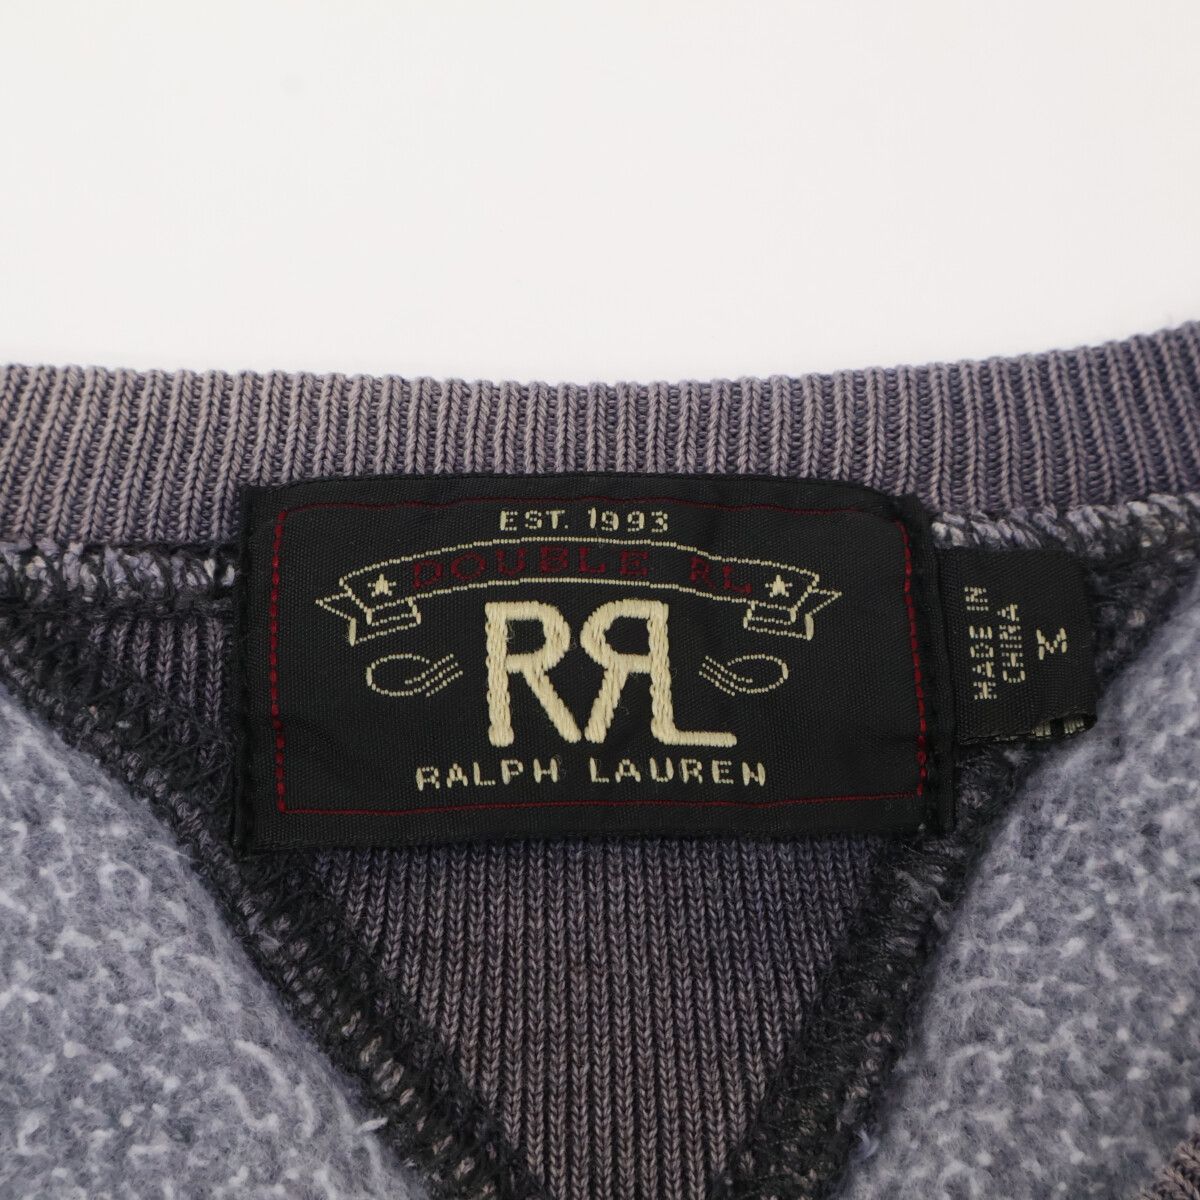 EST. 1993
DOUBLE RL
RRL
RALPH LAUREN
MADE IN
CHINA
M